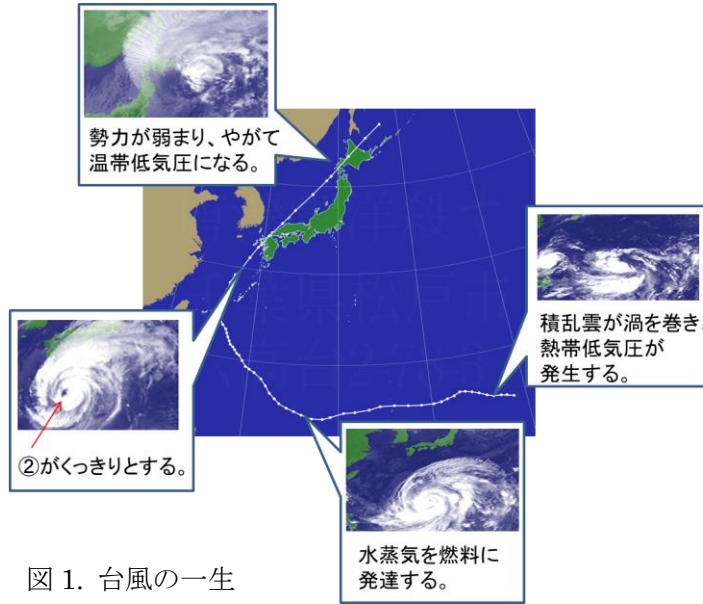 勢力が弱まり、やがて
温帯低気圧になる。
積乱雲が渦を巻き、
熱帯低気圧が
発生する。
②がくっきりとする。
水蒸気を燃料に
発達する。
図 1. 台風の一生